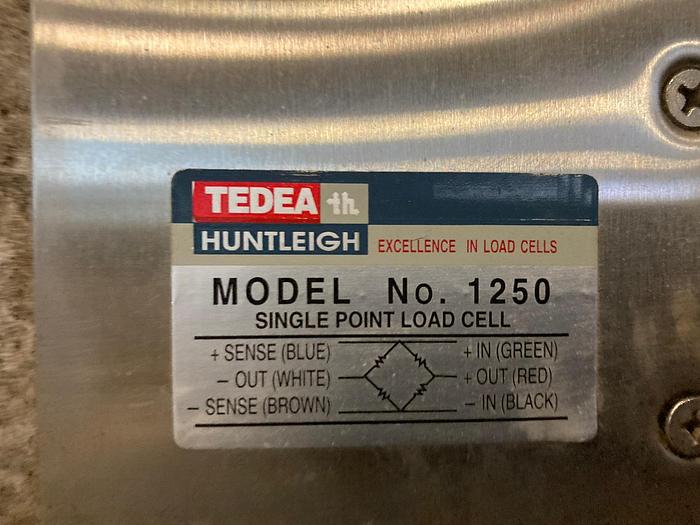 TEDEA th
HUNTLEIGH EXCELLENCE IN LOAD CELLS
MODEL No. 1250
SINGLE POINT LOAD CELL
+ SENSE (BLUE) + IN (GREEN)
– OUT (WHITE) + OUT (RED)
– SENSE (BROWN) – IN (BLACK)